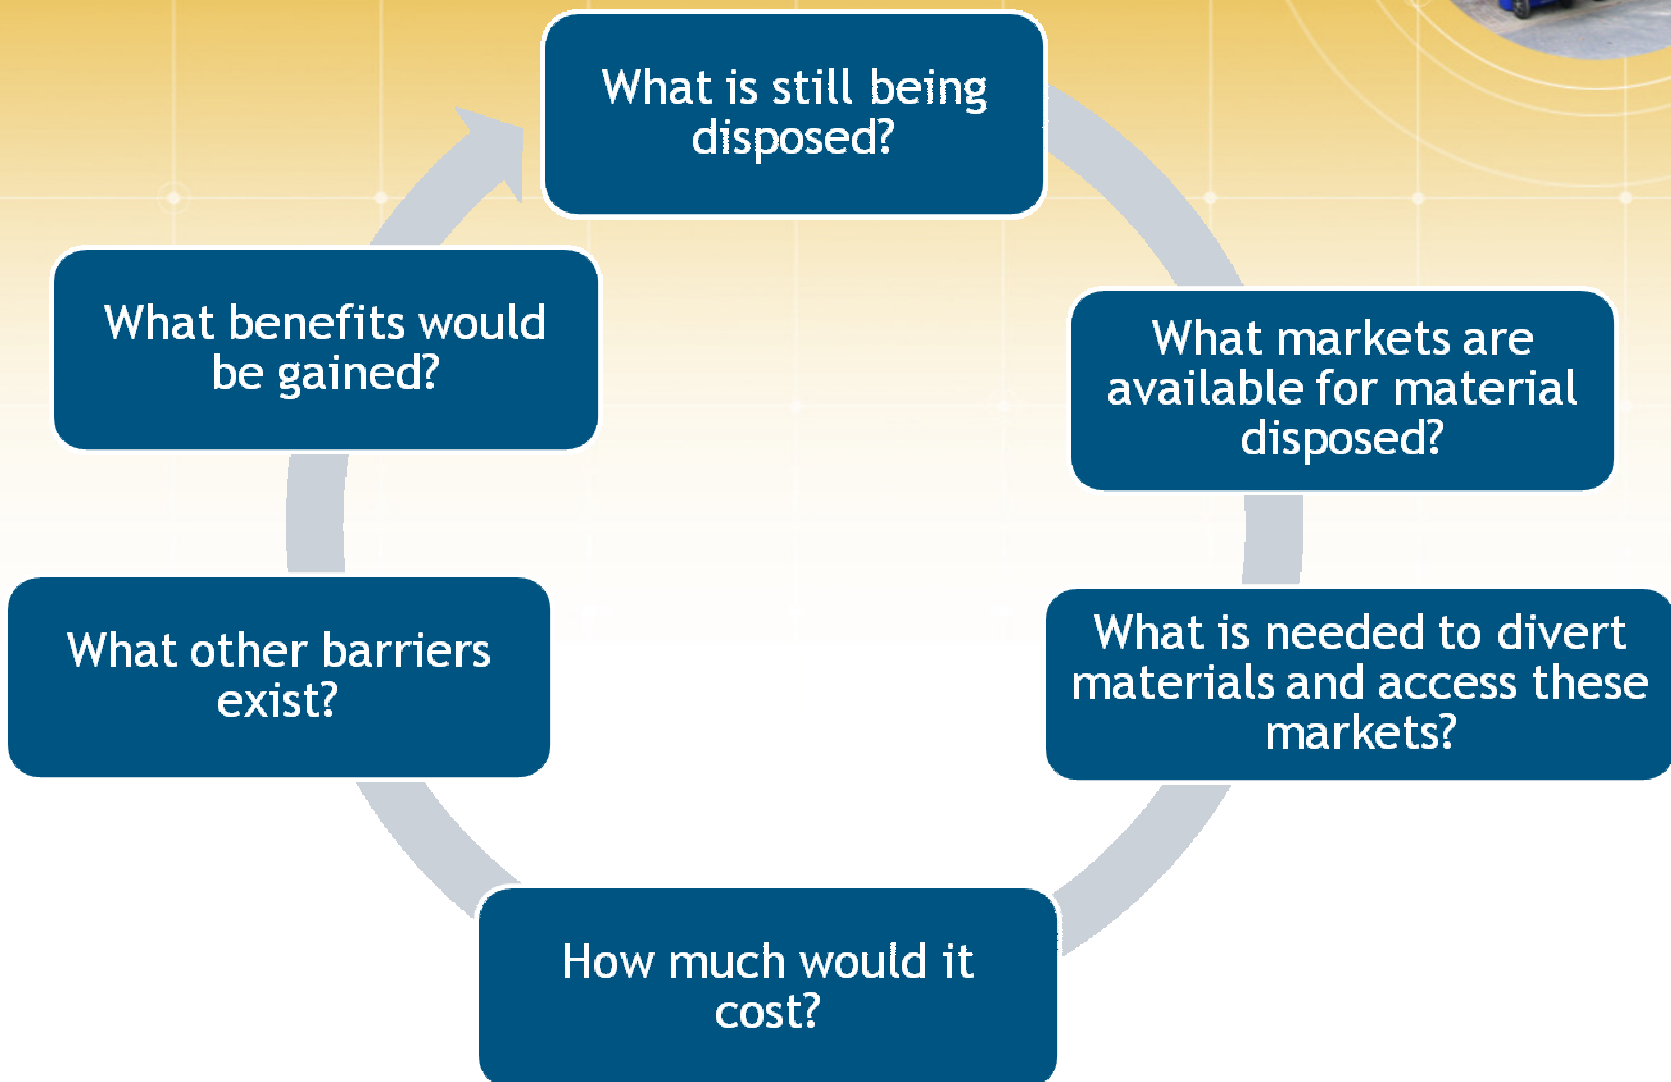 What is still being
disposed?
What markets are
available for material
disposed?
What is needed to divert
materials and access these
markets?
How much would it
cost?
What other barriers
exist?
What benefits would
be gained?